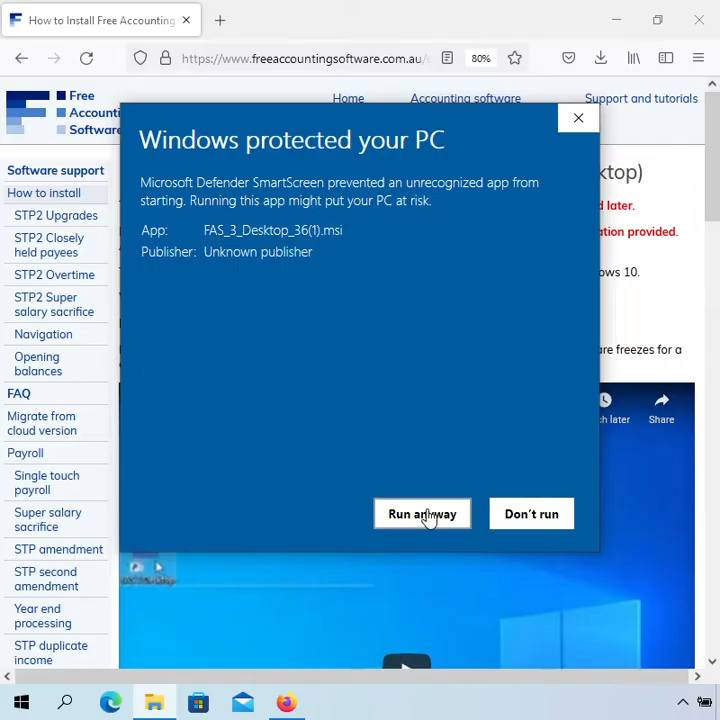 How to Install Free Accounting
https://www.freeaccountingsoftware.com.au/
80%
Free
Accounti
Software
Home
Accounting software
Support and tutorials
Software support
How to install
STP2 Upgrades
STP2 Closely
held payees
STP2 Overtime
STP2 Super
salary sacrifice
Navigation
Opening
balances
FAQ
Migrate from
cloud version
Payroll
Single touch
payroll
Super salary
sacrifice
STP amendment
STP second
amendment
Year end
processing
STP duplicate
income
ktop)
d later.
ation provided.
ows 10.
are freezes for a
Windows protected your PC
Microsoft Defender SmartScreen prevented an unrecognized app from
starting. Running this app might put your PC at risk.
App: FAS_3_Desktop_36(1).msi
Publisher: Unknown publisher
Run anyway
Don't run
ch later
Share